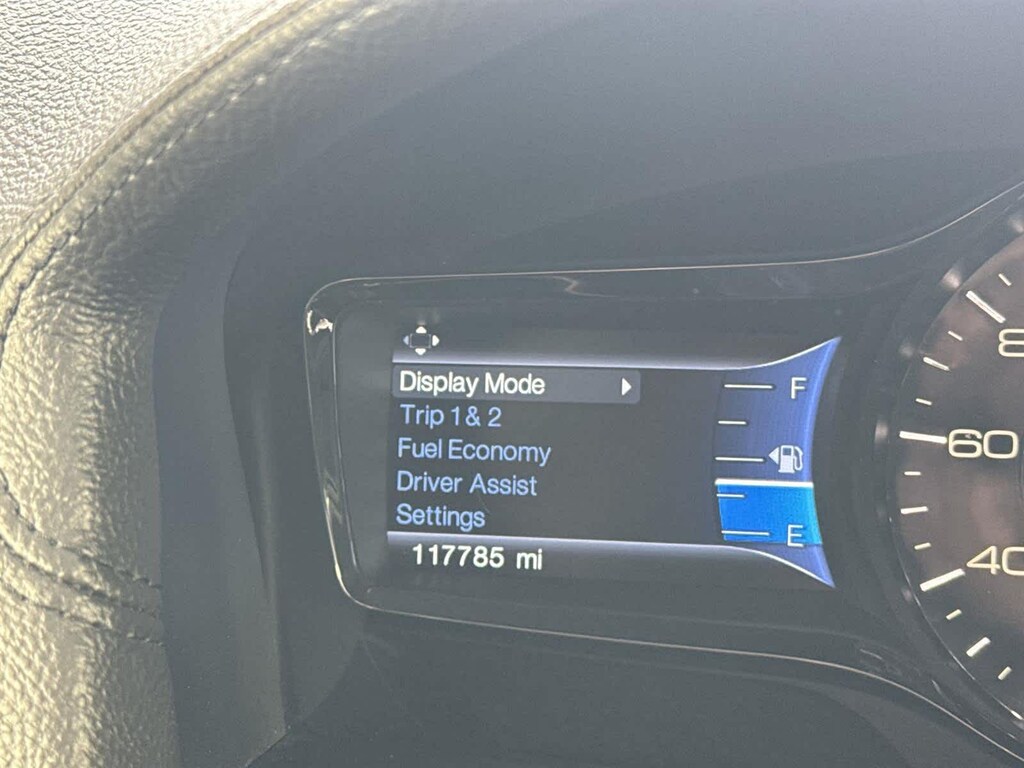 Display Mode
Trip 1 & 2
Fuel Economy
Driver Assist
Settings
117785 mi
F
E
60
40